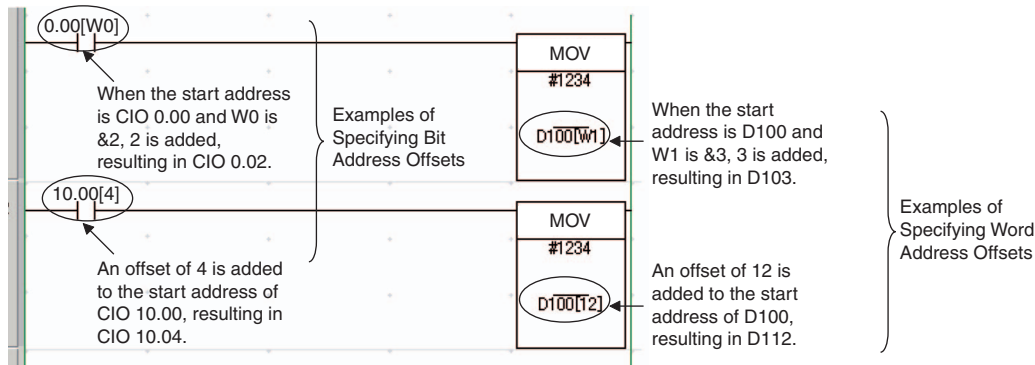 0.00[W0]
When the start address
is CIO 0.00 and W0 is
&2, 2 is added,
resulting in CIO 0.02.
Examples of
Specifying Bit
Address Offsets
MOV
#1234
D100[W1]
When the start
address is D100 and
W1 is &3, 3 is added,
resulting in D103.
10.00[4]
An offset of 4 is added
to the start address of
CIO 10.00, resulting in
CIO 10.04.
MOV
#1234
D100[12]
An offset of 12 is
added to the start
address of D100,
resulting in D112.
Examples of
Specifying Word
Address Offsets